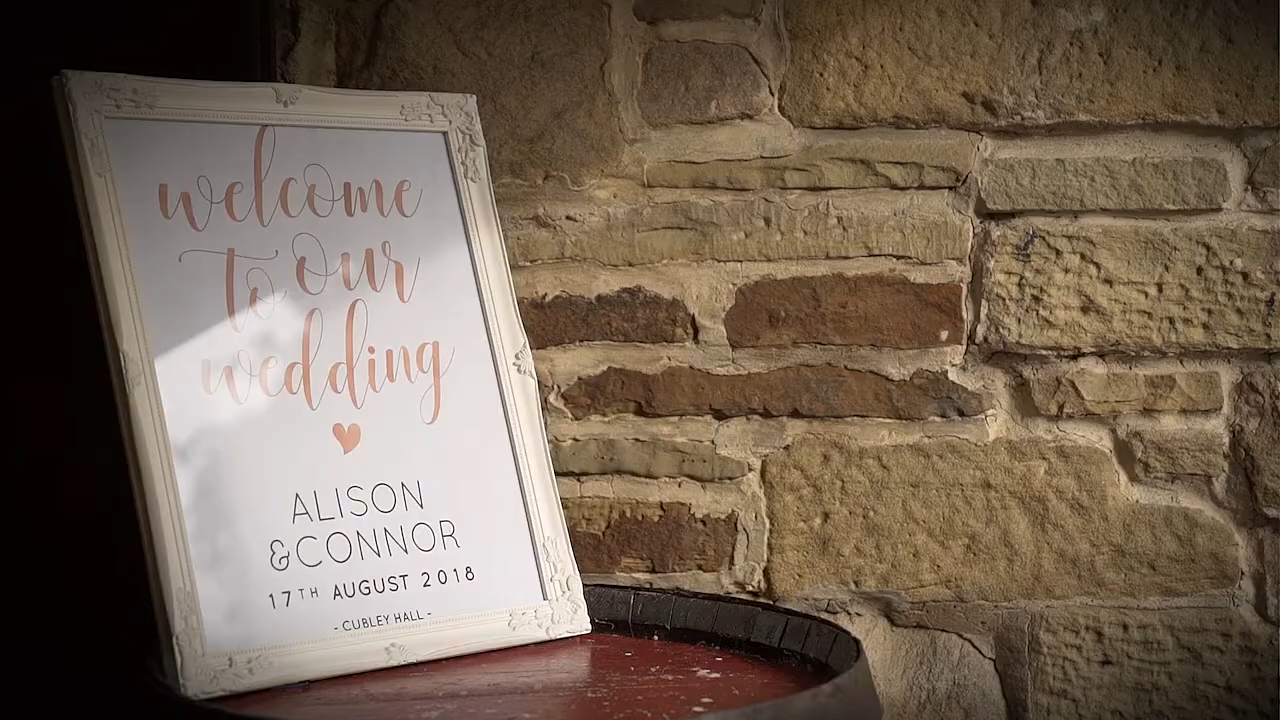 welcome
to our
wedding
ALISON
&CONNOR
17TH AUGUST 2018
- CUBLEY HALL -